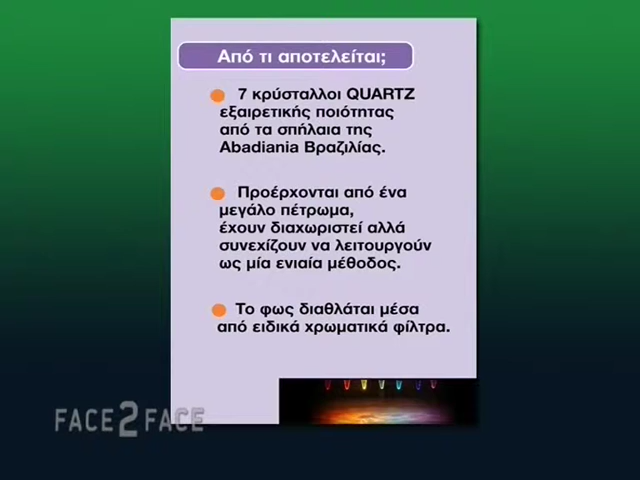 Από τι αποτελείται;
7 κρύσταλλοι QUARTZ
εξαιρετικής ποιότητας
από τα σπήλαια της
Abadiania Βραζιλίας.
Προέρχονται από ένα
μεγάλο πέτρωμα,
έχουν διαχωριστεί αλλά
συνεχίζουν να λειτουργούν
ως μία ενιαία μέθοδος.
Το φως διαθλάται μέσα
από ειδικά χρωματικά φίλτρα.
FACE2FACE